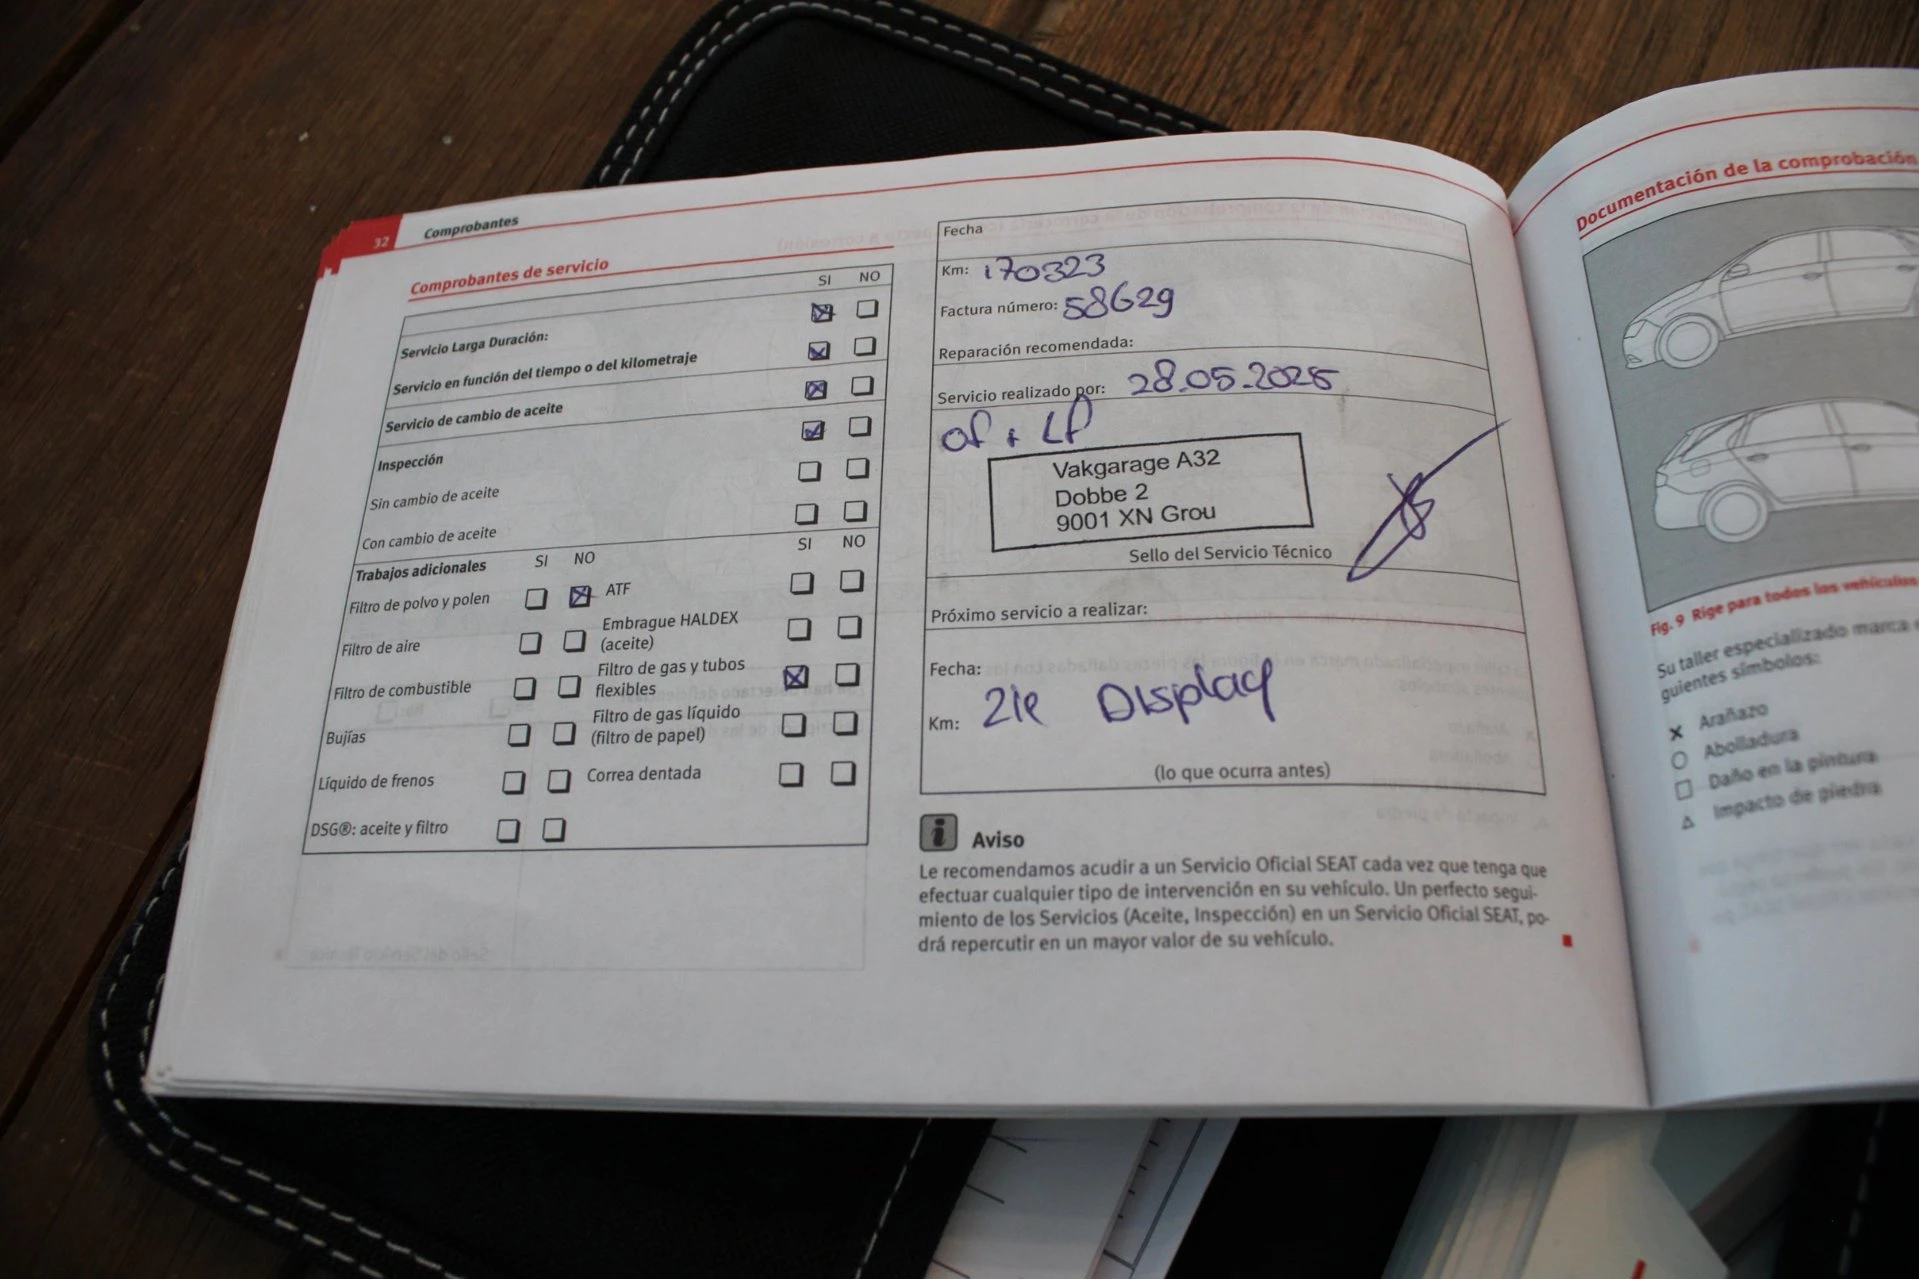 32 Comprobantes
Comprobantes de servicio
SI NO
Servicio Larga Duración:
Servicio en función del tiempo o del kilometraje
Servicio de cambio de aceite
Inspección
Sin cambio de aceite
Con cambio de aceite
Trabajos adicionales SI NO SI NO
Filtro de polvo y polen ATF
Filtro de aire Embrague HALDEX
(aceite)
Filtro de combustible Filtro de gas y tubos
flexibles
Bujías Filtro de gas líquido
(filtro de papel)
Líquido de frenos Correa dentada
DSG®: aceite y filtro
Fecha
Km: 170323
Factura número: 58629
Reparación recomendada:
Servicio realizado por: 28.05.2025
of + LP
Vakgarage A32
Dobbe 2
9001 XN Grou
Sello del Servicio Técnico
Próximo servicio a realizar:
Fecha:
Km: zie Display
(lo que ocurra antes)
i Aviso
Le recomendamos acudir a un Servicio Oficial SEAT cada vez que tenga que
efectuar cualquier tipo de intervención en su vehículo. Un perfecto segui-
miento de los Servicios (Aceite, Inspección) en un Servicio Oficial SEAT, po-
drá repercutir en un mayor valor de su vehículo.
Documentación de la comprobación
Fig. 9 Rige para todos los vehículos
Su taller especializado marca
guientes símbolos:
Arañazo
Abolladura
Daño en la pintura
Impacto de piedra